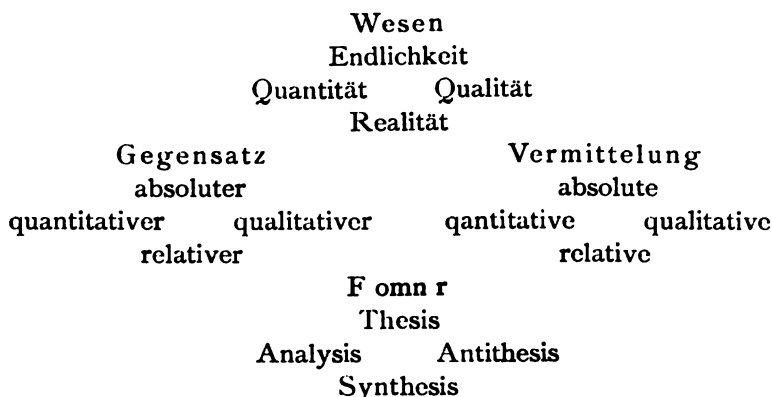 Wesen
Endlichkeit
Quantität Qualität
Realität
Gegensatz Vermittelung
absoluter absolute
quantitativer qualitativer qantitative qualitative
relativer relative
F omn r
Thesis
Analysis Antithesis
Synthesis